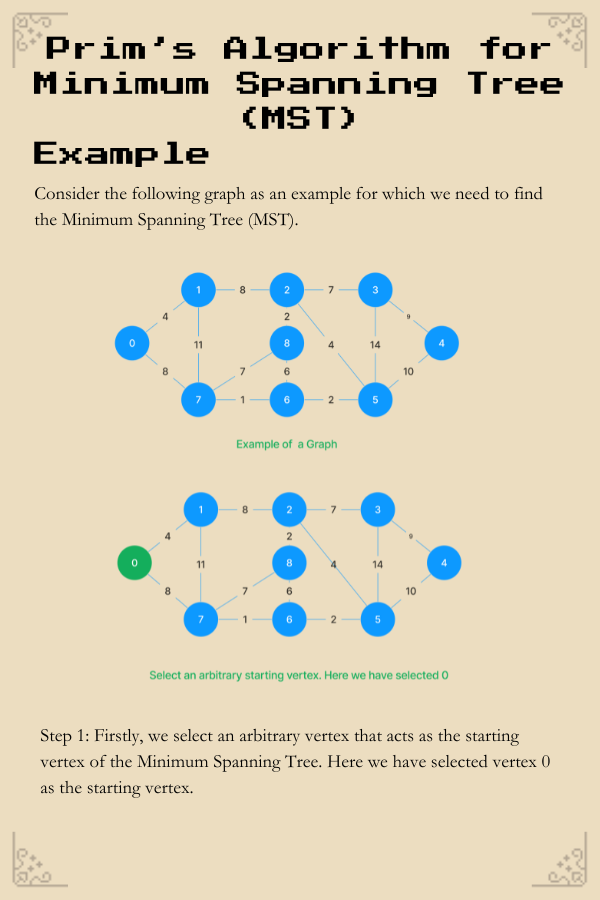 Prim's Algorithm for
Minimum Spanning Tree
(MST)
Example
Consider the following graph as an example for which we need to find
the Minimum Spanning Tree (MST).
1 8 2 7 3
4 2 9
0 11 8 4 14 4
8 7 6 10
7 1 6 2 5
Example of a Graph
1 8 2 7 3
4 2 9
0 11 8 4 14 4
8 7 6 10
7 1 6 2 5
Select an arbitrary starting vertex. Here we have selected 0
Step 1: Firstly, we select an arbitrary vertex that acts as the starting
vertex of the Minimum Spanning Tree. Here we have selected vertex 0
as the starting vertex.